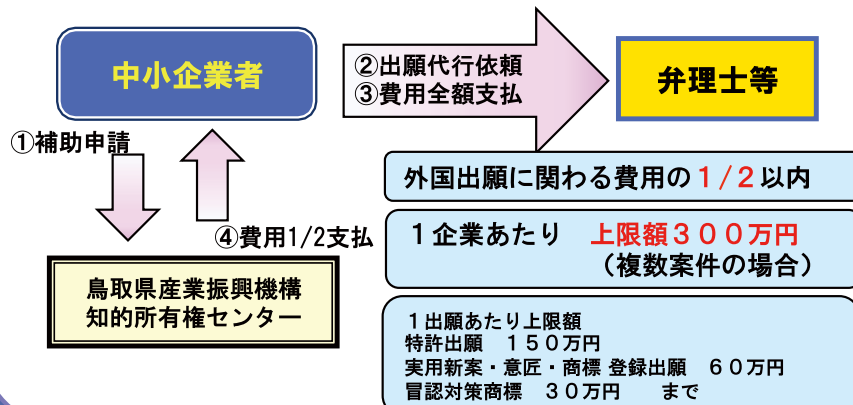 中小企業者
②出願代行依頼
③費用全額支払
弁理士等
①補助申請
④費用1/2支払
鳥取県産業振興機構
知的所有権センター
外国出願に関わる費用の1/2以内
1企業あたり　上限額300万円
（複数案件の場合）
1出願あたり上限額
特許出願　150万円
実用新案・意匠・商標 登録出願　60万円
冒認対策商標　30万円　　まで